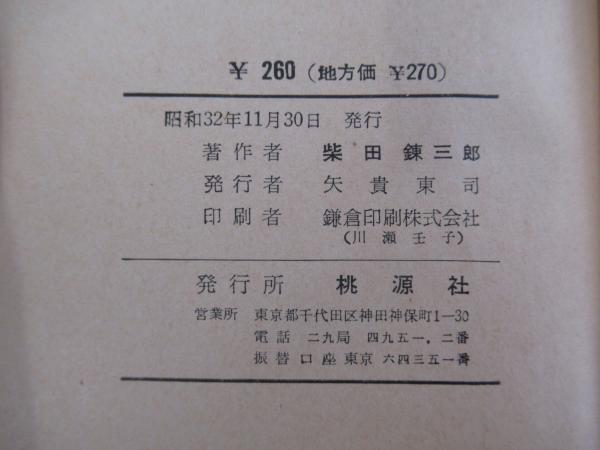 ¥ 260（地方価 ¥270）
昭和32年11月30日 発行
著作者 柴田錬三郎
発行者 矢貴東司
印刷者 鎌倉印刷株式会社
（川瀬壬子）
発行所 桃源社
営業所 東京都千代田区神田神保町1―30
電話 二九局 四九五一，二番
振替口座東京 六四三五一番